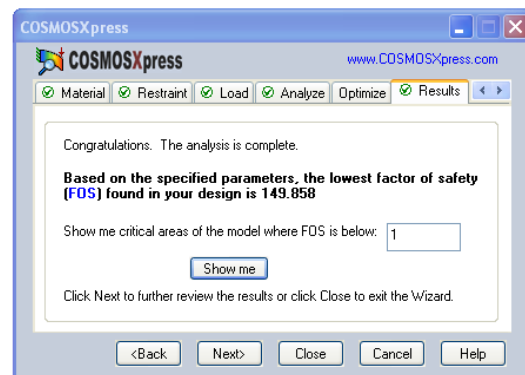 COSMOSXpress
COSMOSXpress www.COSMOSXpress.com
Material Restraint Load Analyze Optimize Results
Congratulations. The analysis is complete.
Based on the specified parameters, the lowest factor of safety
(FOS) found in your design is 149.858
Show me critical areas of the model where FOS is below: 1
Show me
Click Next to further review the results or click Close to exit the Wizard.
<Back Next> Close Cancel Help